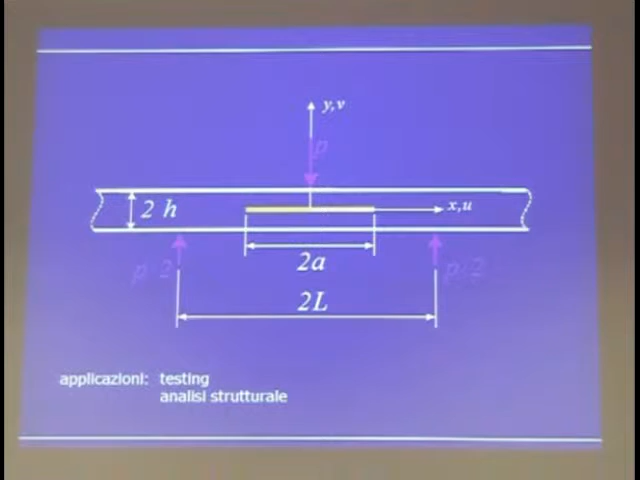 y,v
p
2 h
x,u
p/2
2a
p/2
2L
applicazioni: testing
analisi strutturale